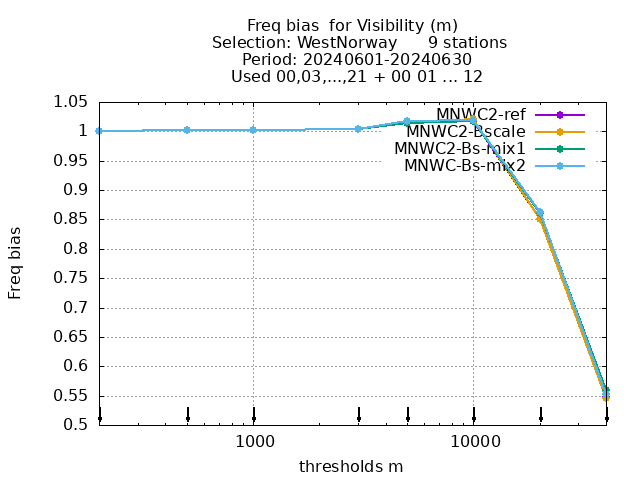 Freq bias  for Visibility (m)
Selection: WestNorway      9 stations
Period: 20240601-20240630
Used 00,03,...,21 + 00 01 ... 12
MNWC2-ref
MNWC2-Bscale
MNWC2-Bs-mix1
MNWC-Bs-mix2
1.05
1
0.95
0.9
0.85
0.8
0.75
0.7
0.65
0.6
0.55
0.5
Freq bias
1000
10000
thresholds m